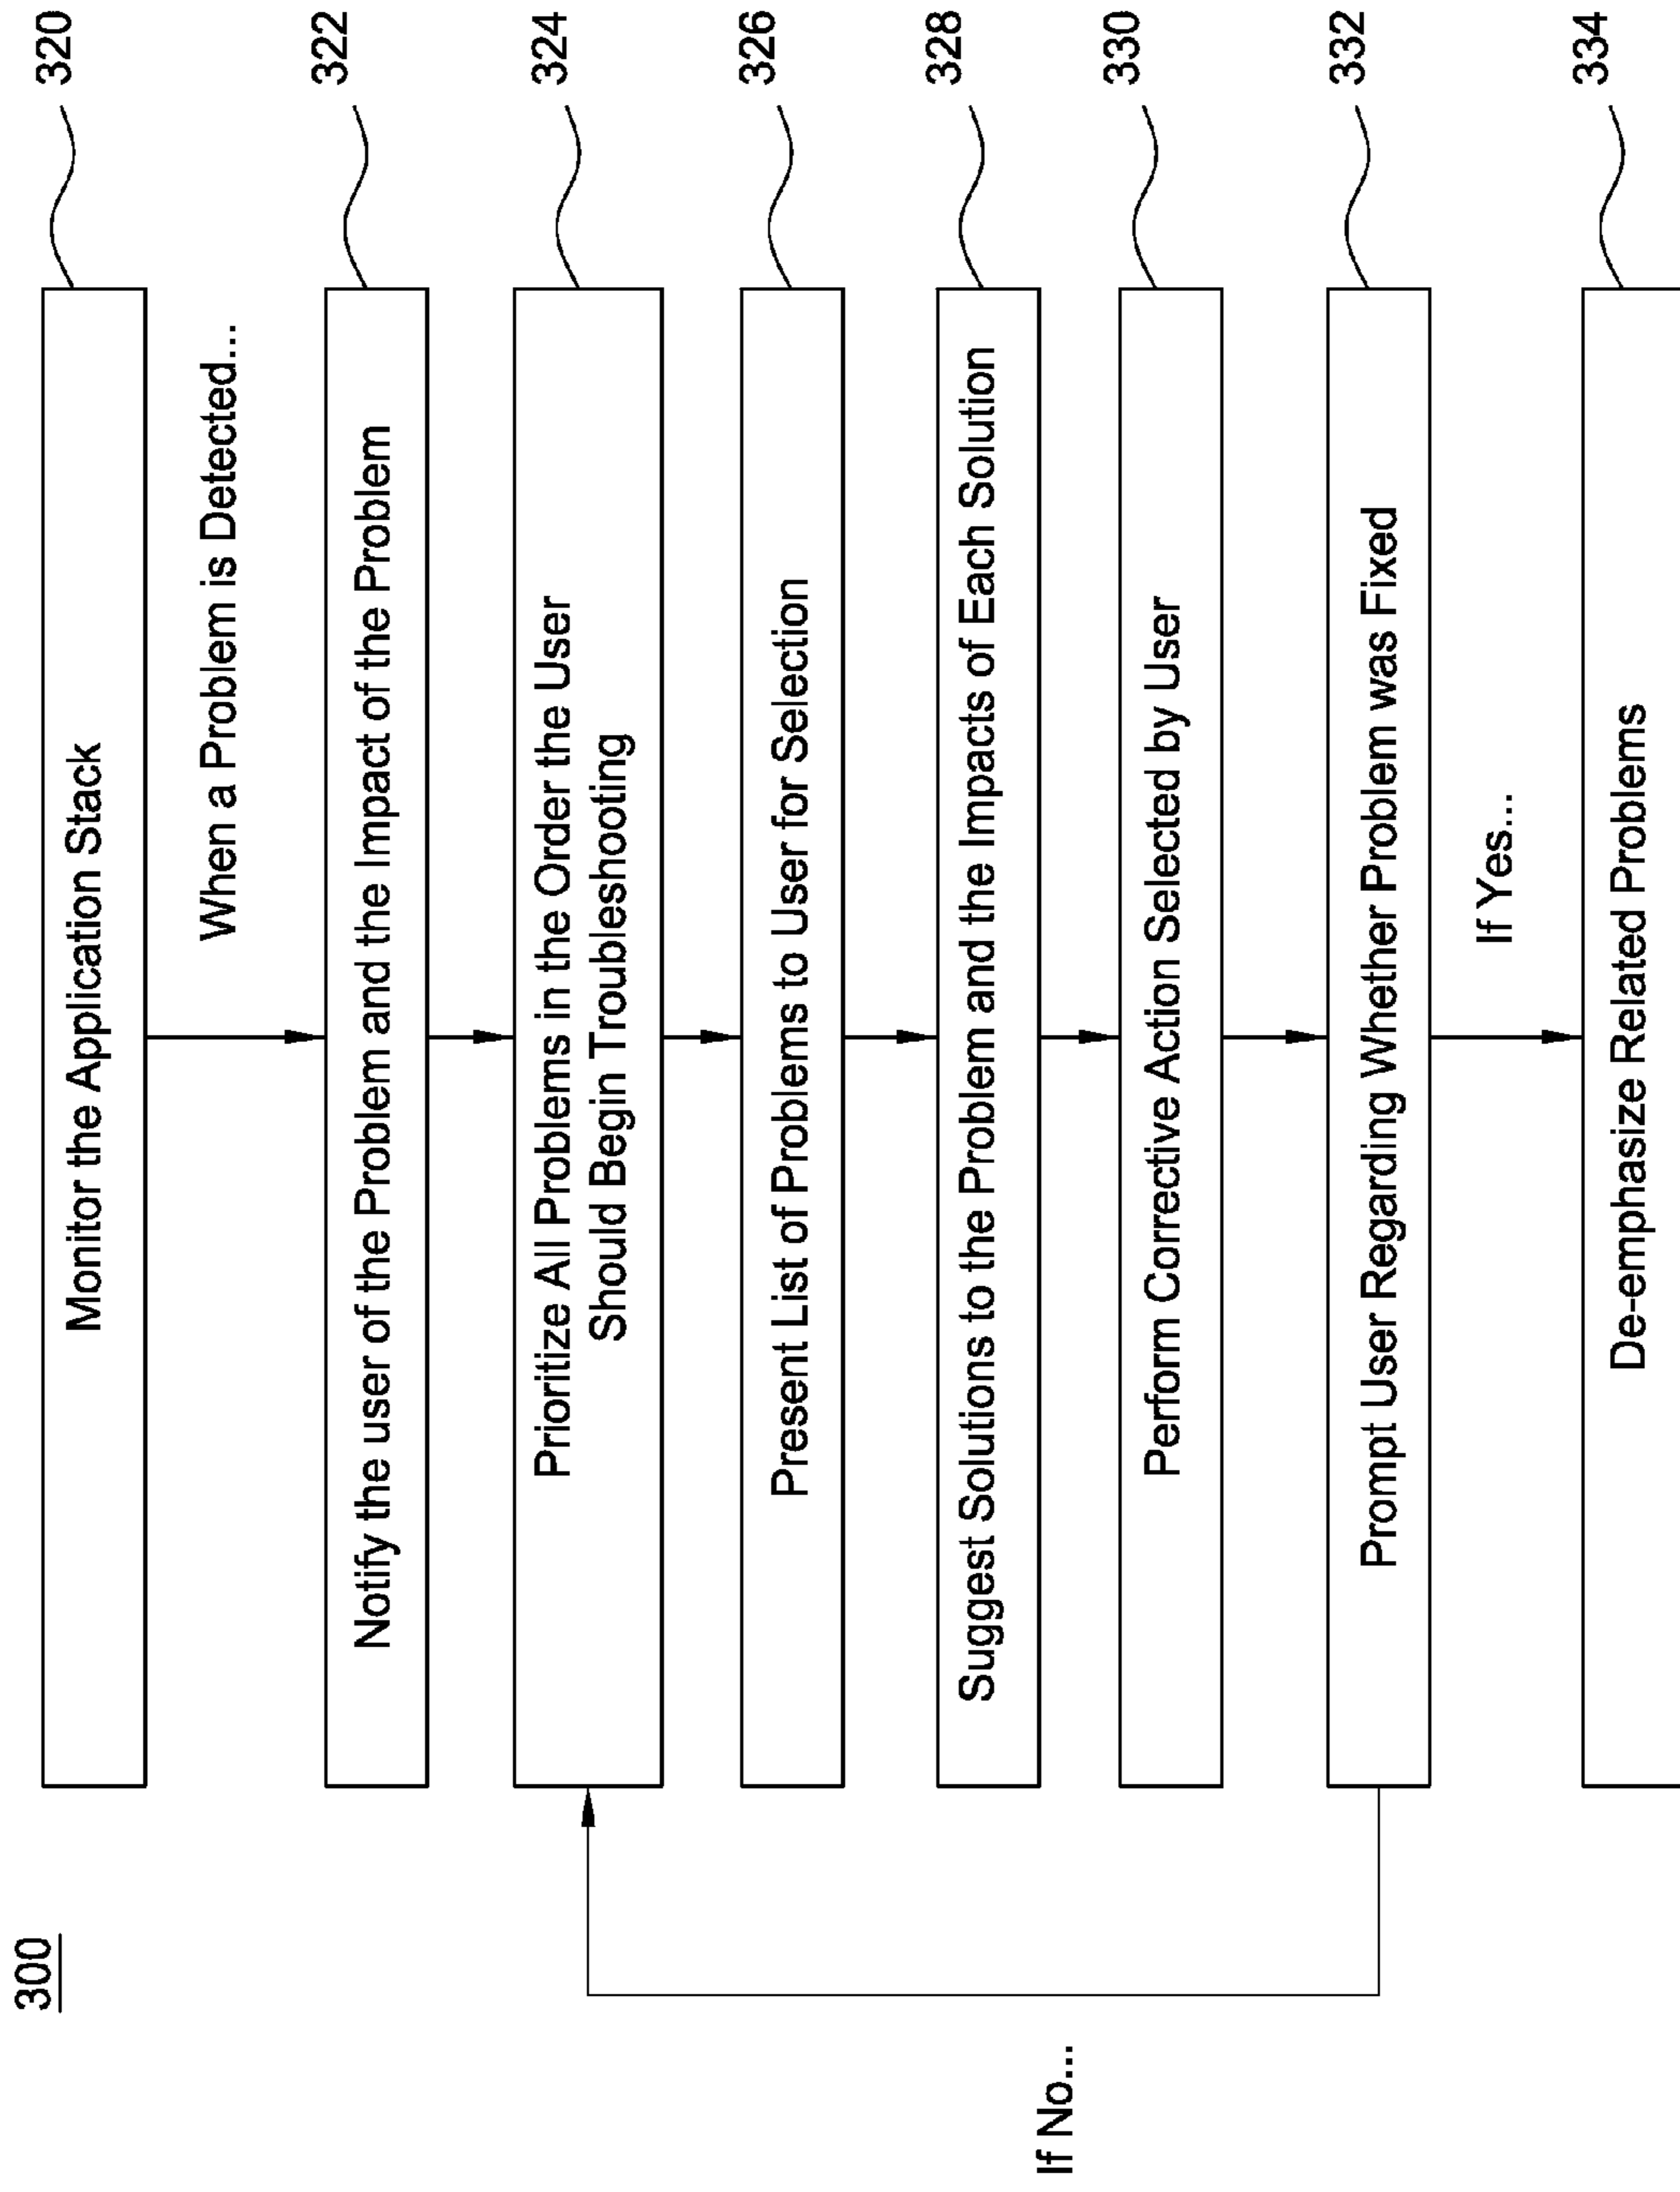 300
Monitor the Application Stack
320
When a Problem is Detected...
Notify the user of the Problem and the Impact of the Problem
322
Prioritize All Problems in the Order the User
Should Begin Troubleshooting
324
Present List of Problems to User for Selection
326
Suggest Solutions to the Problem and the Impacts of Each Solution
328
If No...
Perform Corrective Action Selected by User
330
Prompt User Regarding Whether Problem was Fixed
332
If Yes...
De-emphasize Related Problems
334